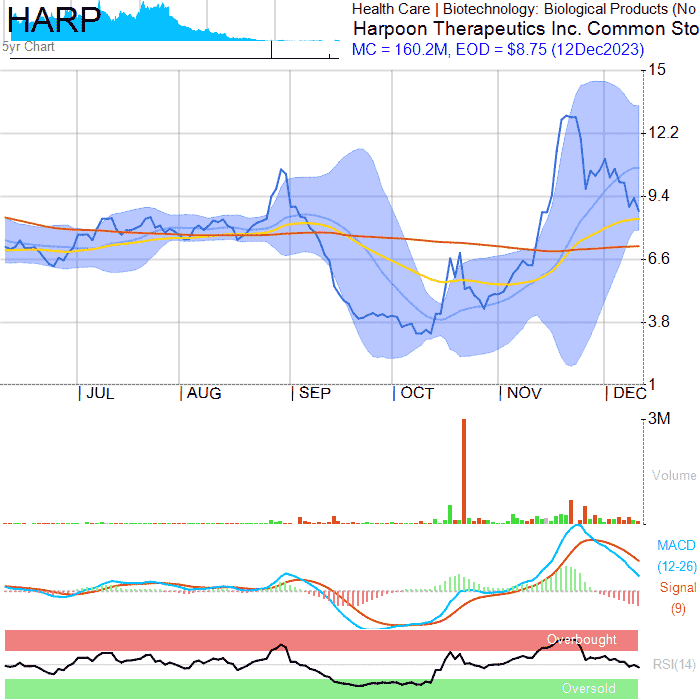 HARP
5yr Chart
Health Care | Biotechnology: Biological Products (No
Harpoon Therapeutics Inc. Common Sto
MC = 160.2M, EOD = $8.75 (12Dec2023)
15
12.2
9.4
6.6
3.8
1
|JUL |AUG |SEP |OCT |NOV |DEC
3M
Volume
MACD
(12-26)
Signal
(9)
Overbought
RSI(14)
Oversold